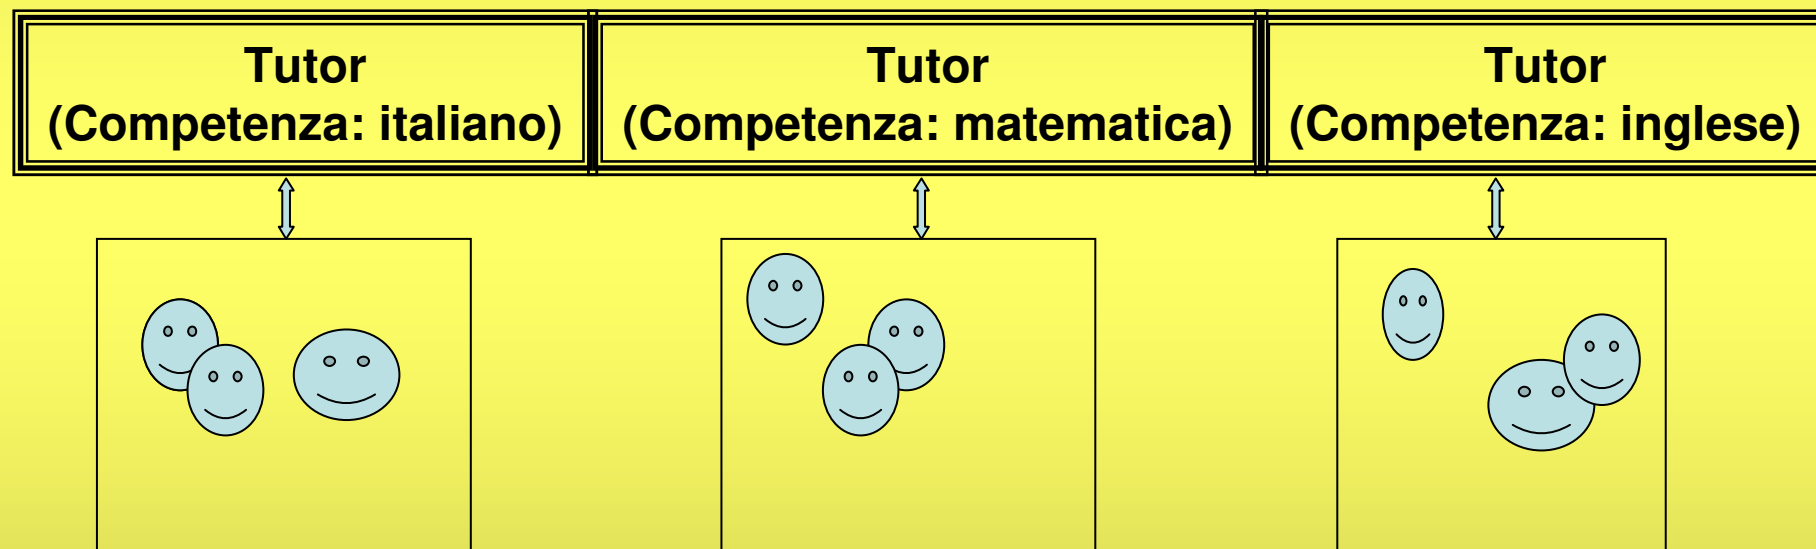 Tutor
(Competenza: italiano)
Tutor
(Competenza: matematica)
Tutor
(Competenza: inglese)